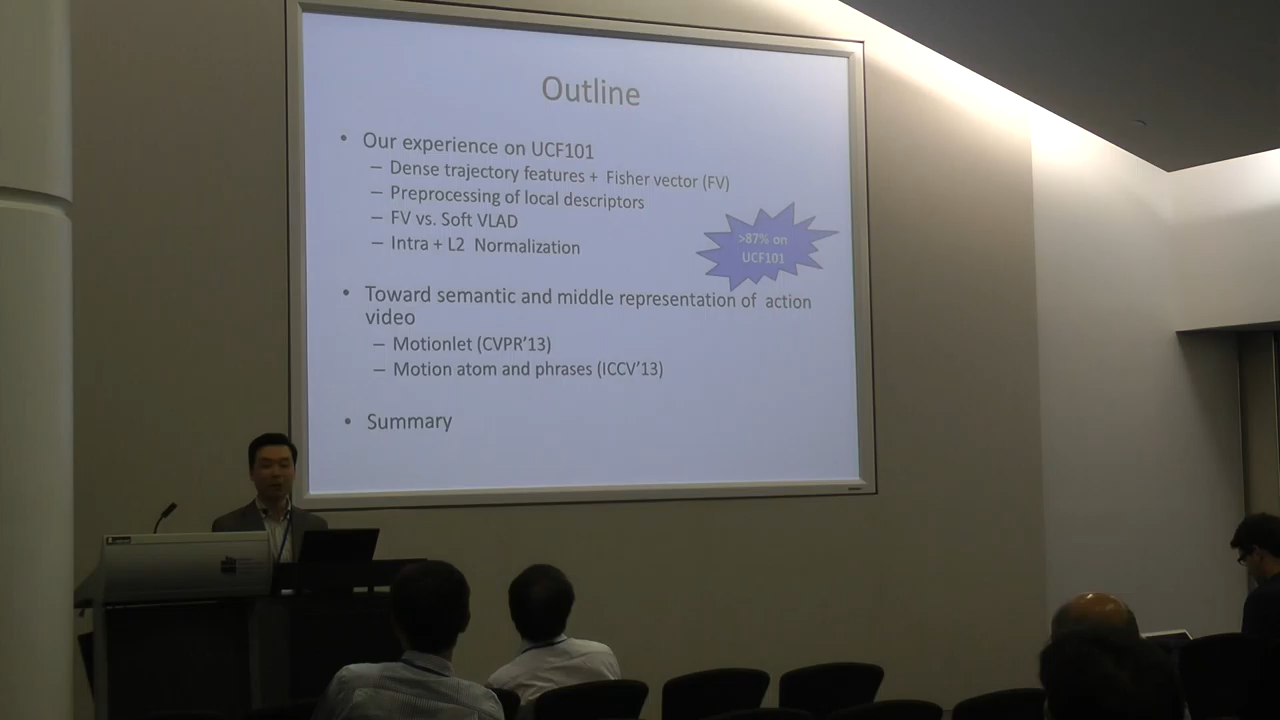 Outline
• Our experience on UCF101
– Dense trajectory features + Fisher vector (FV)
– Preprocessing of local descriptors
– FV vs. Soft VLAD
– Intra + L2 Normalization
>87% on
UCF101
• Toward semantic and middle representation of action
video
– Motionlet (CVPR'13)
– Motion atom and phrases (ICCV'13)
• Summary